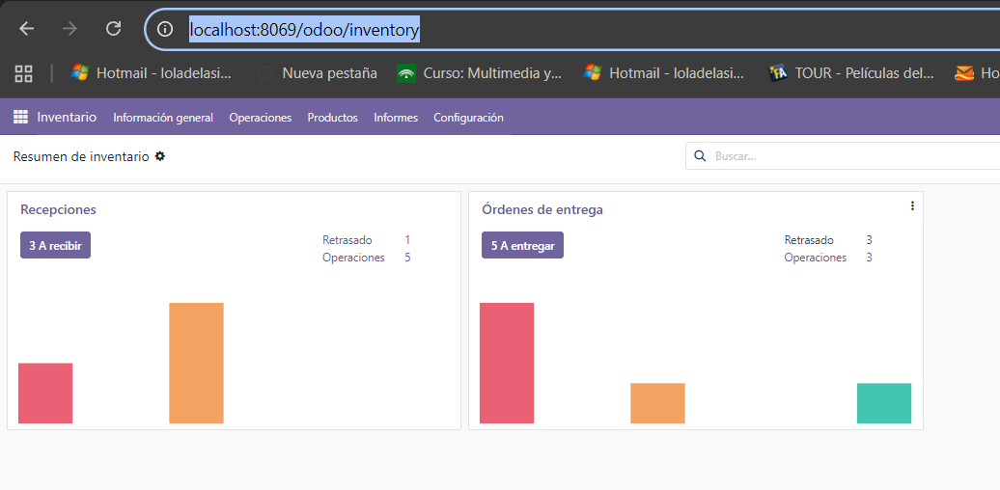 localhost:8069/odoo/inventory
Hotmail - loladelasi... Nueva pestaña Curso: Multimedia y... Hotmail - loladelasi... TOUR - Películas del... Ho
Inventario Información general Operaciones Productos Informes Configuración
Resumen de inventario Buscar...
Recepciones
3 A recibir
Retrasado 1
Operaciones 5
Órdenes de entrega
5 A entregar
Retrasado 3
Operaciones 3